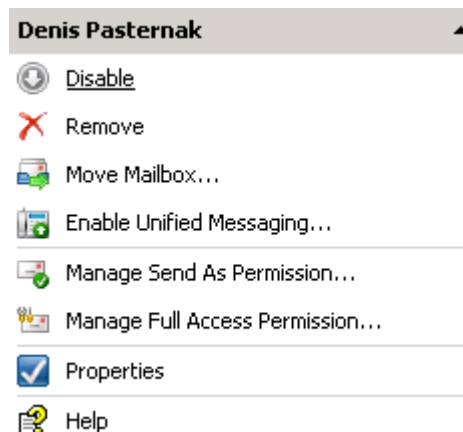 Denis Pasternak
Disable
Remove
Move Mailbox...
Enable Unified Messaging...
Manage Send As Permission...
Manage Full Access Permission...
Properties
Help